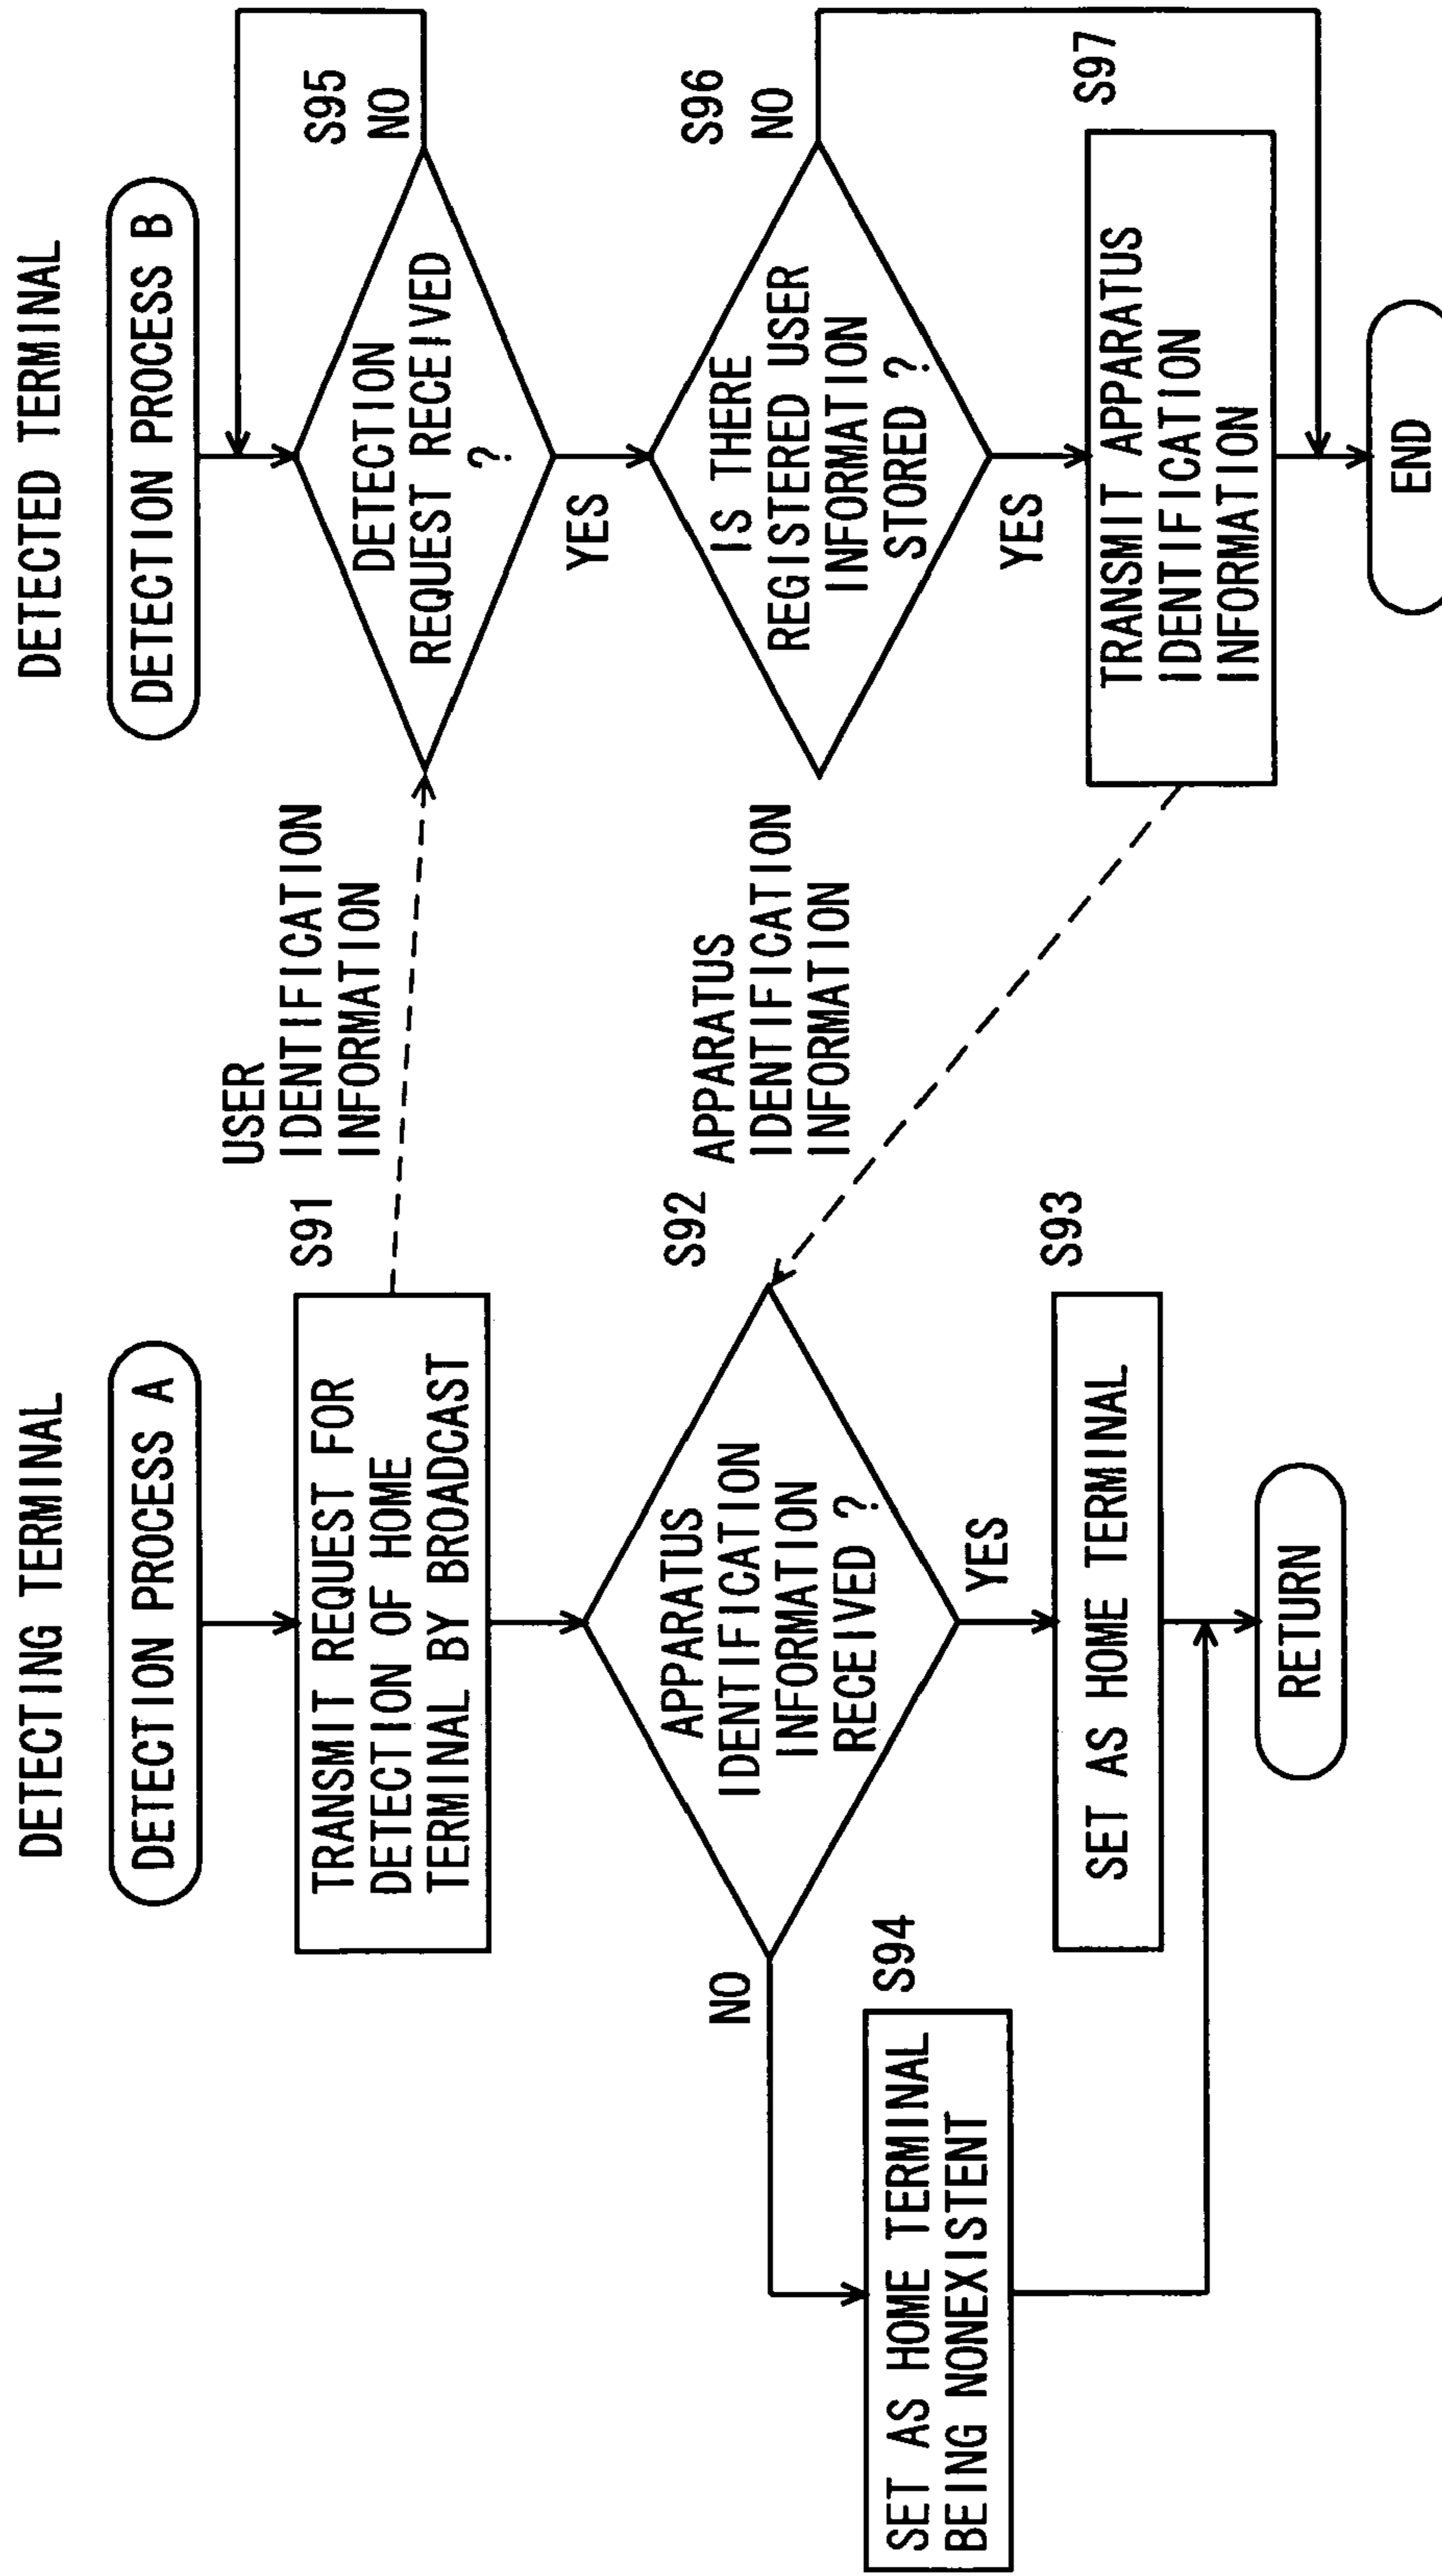 DETECTING TERMINAL
DETECTION PROCESS A
S91
TRANSMIT REQUEST FOR
DETECTION OF HOME
TERMINAL BY BROADCAST
S92
APPARATUS
IDENTIFICATION
INFORMATION
RECEIVED ?
NO
YES
S94
SET AS HOME TERMINAL
BEING NONEXISTENT
S93
SET AS HOME TERMINAL
RETURN
USER
IDENTIFICATION
INFORMATION
APPARATUS
IDENTIFICATION
INFORMATION
DETECTED TERMINAL
DETECTION PROCESS B
S95
NO
DETECTION
REQUEST RECEIVED
?
YES
S96
NO
IS THERE
REGISTERED USER
INFORMATION
STORED ?
YES
S97
TRANSMIT APPARATUS
IDENTIFICATION
INFORMATION
END